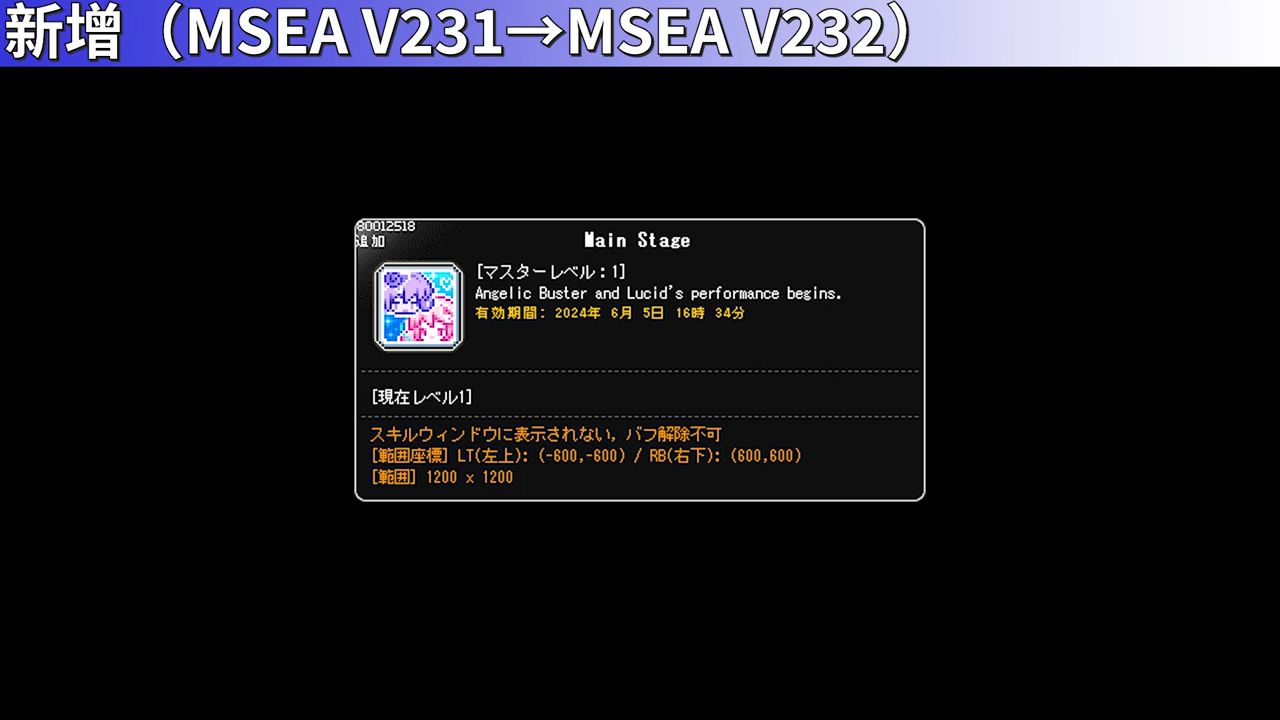 新增（MSEA V231→MSEA V232）
80012518
追加
Main Stage
[マスターレベル：1]
Angelic Buster and Lucid's performance begins.
有効期間: 2024年 6月 5日 16時 34分
[現在レベル1]
スキルウィンドウに表示されない, バフ解除不可
[範囲座標] LT(左上): (-600,-600) / RB(右下): (600,600)
[範囲] 1200 x 1200